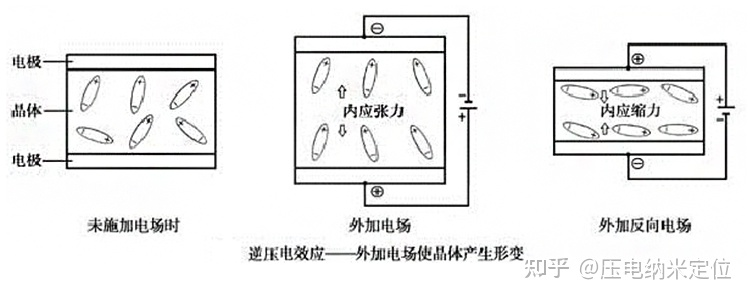 电极
晶体
电极
未施加电场时
⊖
内应张力
-
+
⊕
外加电场
⊕
内应缩力
-
+
⊖
外加反向电场
逆压电效应——外加电场使晶体产生形变
知乎 @压电纳米定位